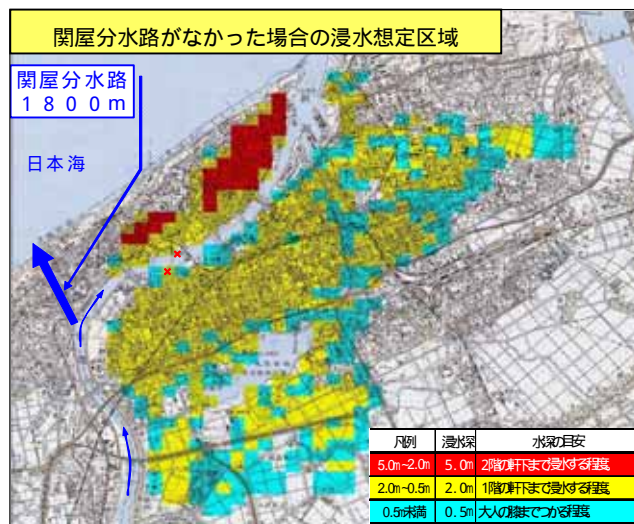 関屋分水路がなかった場合の浸水想定区域
関屋分水路
1800m
日本海
凡例 浸水深 水深の目安
5.0m~2.0m 5.0m 2階の軒下まで浸水する程度
2.0m~0.5m 2.0m 1階の軒下まで浸水する程度
0.5m未満 0.5m 大人の膝までつかる程度